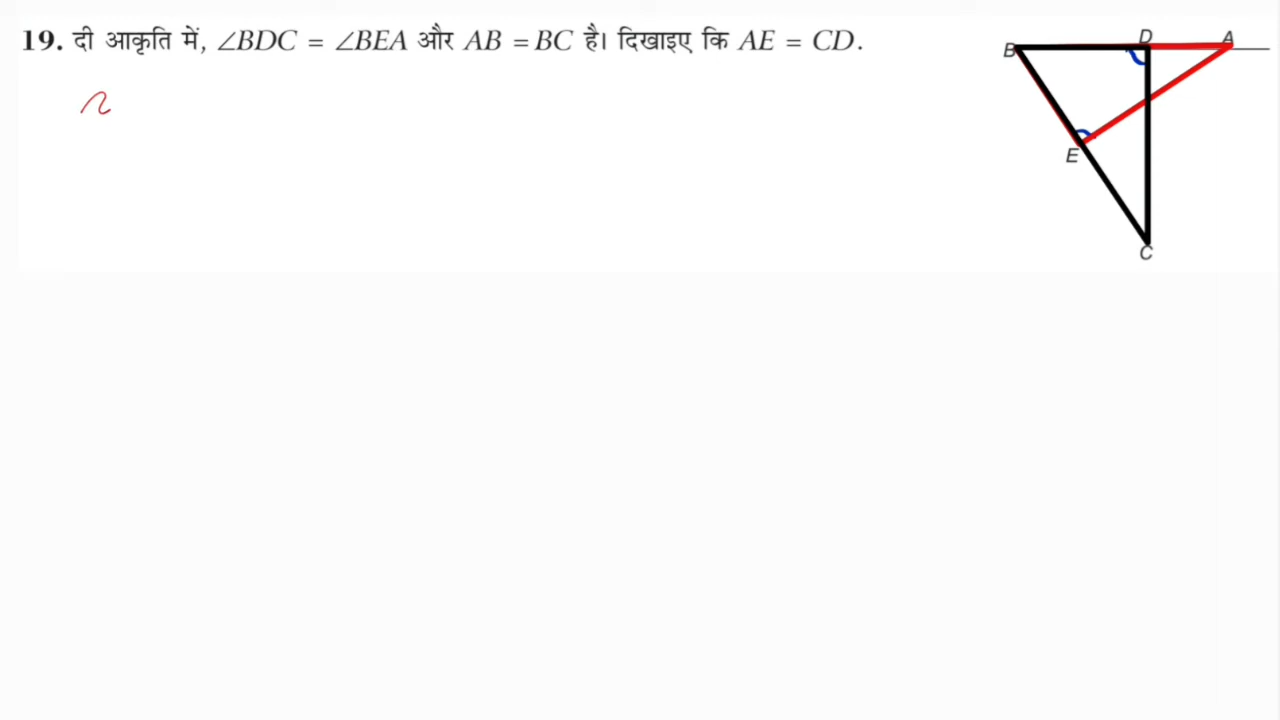 19. दी आकृति में, ∠BDC = ∠BEA और AB = BC है। दिखाइए कि AE = CD.
B D A
E
C